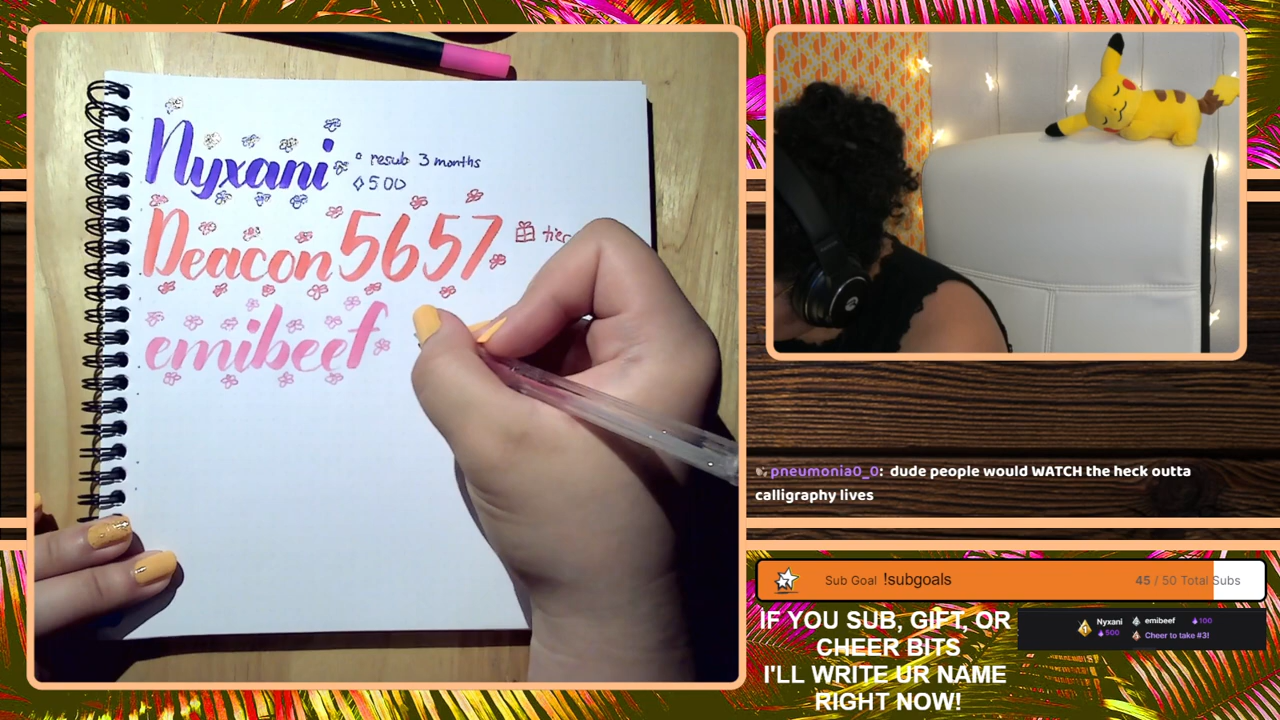 Nyxani
resub 3 months
500
Deacon5657
emibeef
pneumonia0_0: dude people would WATCH the heck outta
calligraphy lives
Sub Goal !subgoals
45 / 50 Total Subs
IF YOU SUB, GIFT, OR
CHEER BITS
I'LL WRITE UR NAME
RIGHT NOW!
1 Nyxani
500
emibeef 100
Cheer to take #3!